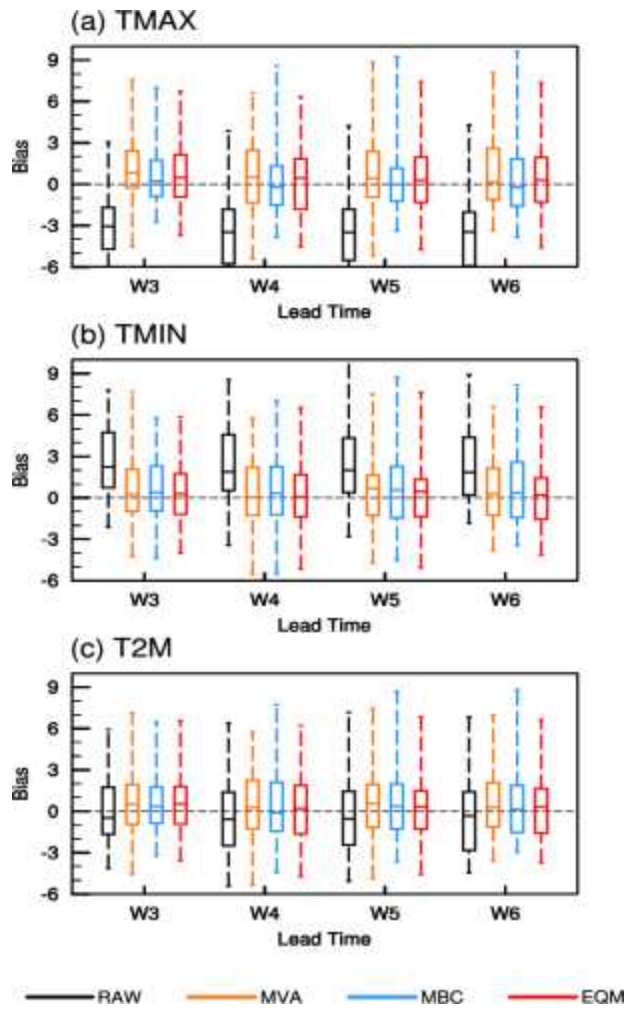 (a) TMAX
9
6
3
0
-3
-6
Bias
W3 W4 W5 W6
Lead Time
(b) TMIN
9
6
3
0
-3
-6
Bias
W3 W4 W5 W6
Lead Time
(c) T2M
9
6
3
0
-3
-6
Bias
W3 W4 W5 W6
Lead Time
RAW MVA MBC EQM